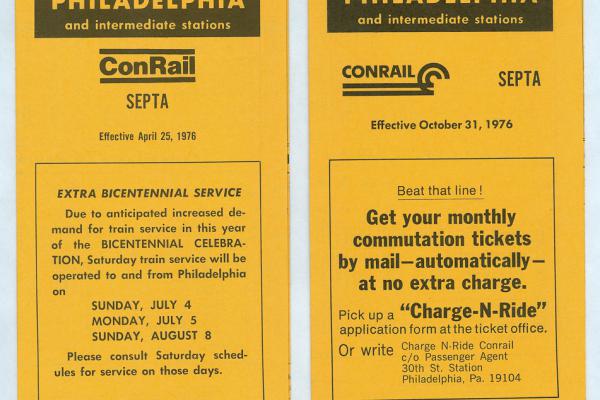 PHILADELPHIA
and intermediate stations
ConRail
SEPTA
Effective April 25, 1976
EXTRA BICENTENNIAL SERVICE
Due to anticipated increased de-
mand for train service in this year
of the BICENTENNIAL CELEBRA-
TION, Saturday train service will be
operated to and from Philadelphia
on
SUNDAY, JULY 4
MONDAY, JULY 5
SUNDAY, AUGUST 8
Please consult Saturday sched-
ules for service on those days.
PHILADELPHIA
and intermediate stations
CONRAIL
SEPTA
Effective October 31, 1976
Beat that line!
Get your monthly
commutation tickets
by mail—automatically—
at no extra charge.
Pick up a "Charge-N-Ride"
application form at the ticket office.
Or write Charge N-Ride Conrail
c/o Passenger Agent
30th St. Station
Philadelphia, Pa. 19104